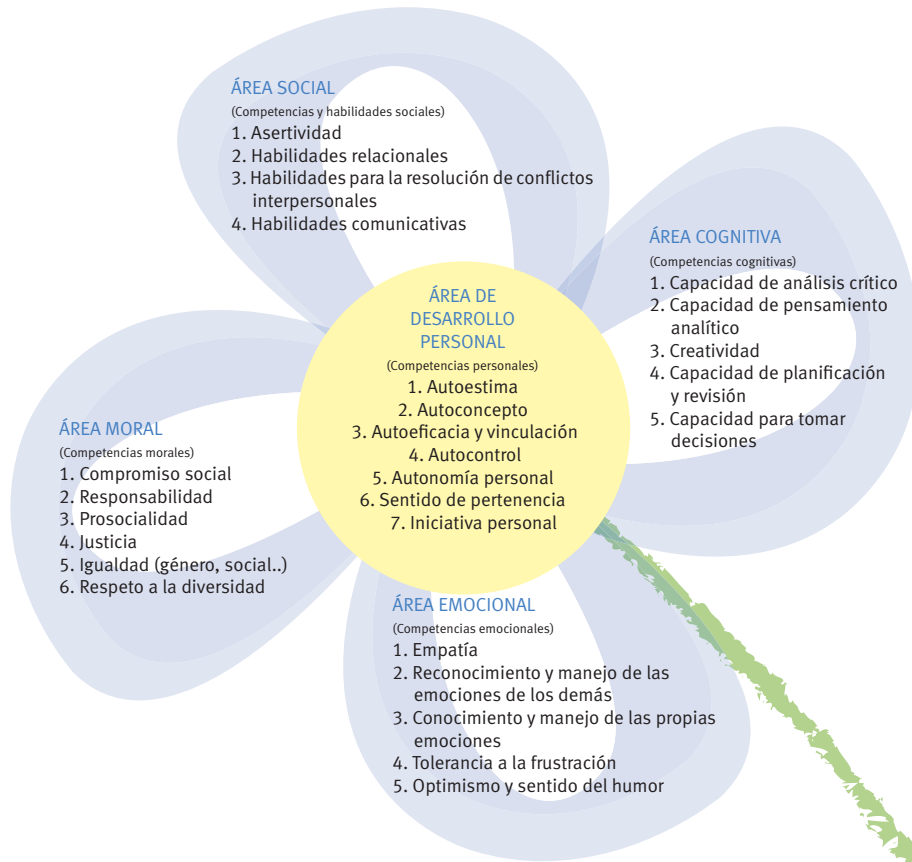 ÁREA SOCIAL
(Competencias y habilidades sociales)
1. Asertividad
2. Habilidades relacionales
3. Habilidades para la resolución de conflictos
interpersonales
4. Habilidades comunicativas
ÁREA COGNITIVA
(Competencias cognitivas)
1. Capacidad de análisis crítico
2. Capacidad de pensamiento
analítico
3. Creatividad
4. Capacidad de planificación
y revisión
5. Capacidad para tomar
decisiones
ÁREA DE
DESARROLLO
PERSONAL
(Competencias personales)
1. Autoestima
2. Autoconcepto
3. Autoeficacia y vinculación
4. Autocontrol
5. Autonomía personal
6. Sentido de pertenencia
7. Iniciativa personal
ÁREA MORAL
(Competencias morales)
1. Compromiso social
2. Responsabilidad
3. Prosocialidad
4. Justicia
5. Igualdad (género, social..)
6. Respeto a la diversidad
ÁREA EMOCIONAL
(Competencias emocionales)
1. Empatía
2. Reconocimiento y manejo de las
emociones de los demás
3. Conocimiento y manejo de las propias
emociones
4. Tolerancia a la frustración
5. Optimismo y sentido del humor